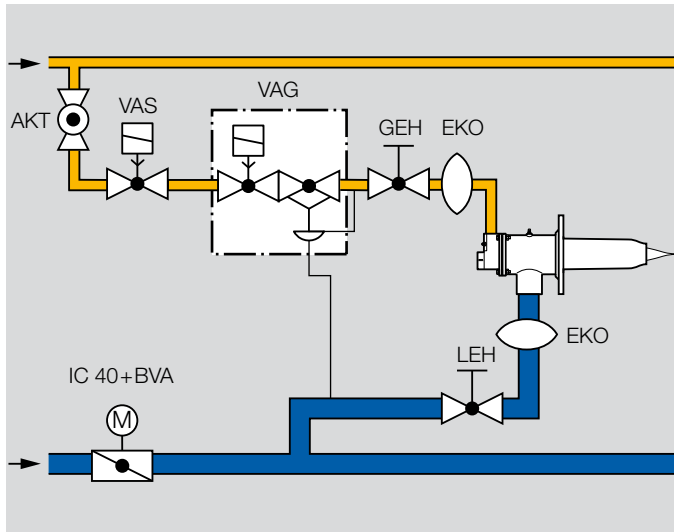 VAG
VAS
AKT
GEH
EKO
EKO
LEH
IC 40+BVA
M